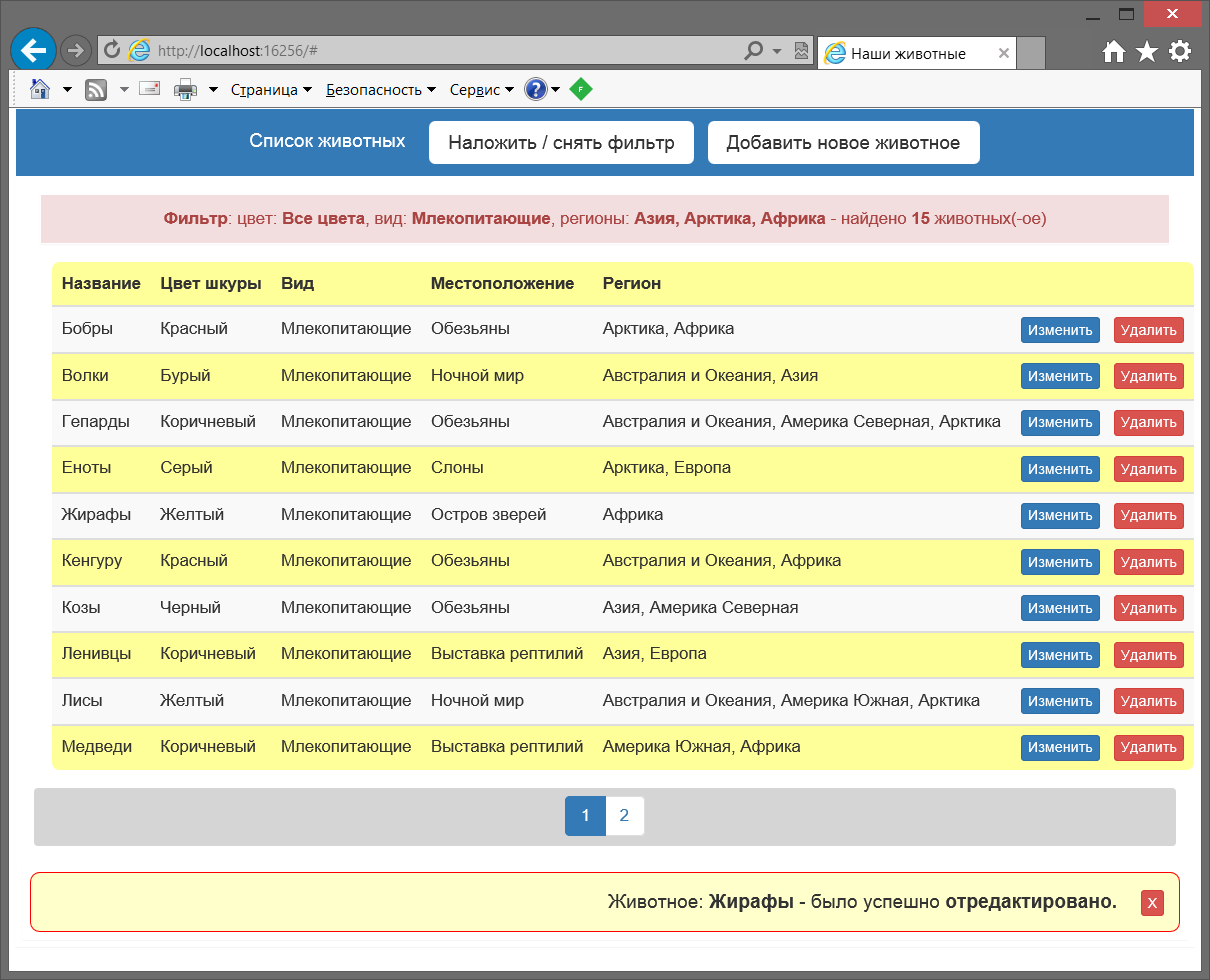 http://localhost:16256/#
Наши животные
Страница Безопасность Сервис
Список животных Наложить / снять фильтр Добавить новое животное
Фильтр: цвет: Все цвета, вид: Млекопитающие, регионы: Азия, Арктика, Африка - найдено 15 животных(-ое)
Название Цвет шкуры Вид Местоположение Регион
Бобры Красный Млекопитающие Обезьяны Арктика, Африка Изменить Удалить
Волки Бурый Млекопитающие Ночной мир Австралия и Океания, Азия Изменить Удалить
Гепарды Коричневый Млекопитающие Обезьяны Австралия и Океания, Америка Северная, Арктика Изменить Удалить
Еноты Серый Млекопитающие Слоны Арктика, Европа Изменить Удалить
Жирафы Желтый Млекопитающие Остров зверей Африка Изменить Удалить
Кенгуру Красный Млекопитающие Обезьяны Австралия и Океания, Африка Изменить Удалить
Козы Черный Млекопитающие Обезьяны Азия, Америка Северная Изменить Удалить
Ленивцы Коричневый Млекопитающие Выставка рептилий Азия, Европа Изменить Удалить
Лисы Желтый Млекопитающие Ночной мир Австралия и Океания, Америка Южная, Арктика Изменить Удалить
Медведи Коричневый Млекопитающие Выставка рептилий Америка Южная, Африка Изменить Удалить
1 2
Животное: Жирафы - было успешно отредактировано. X